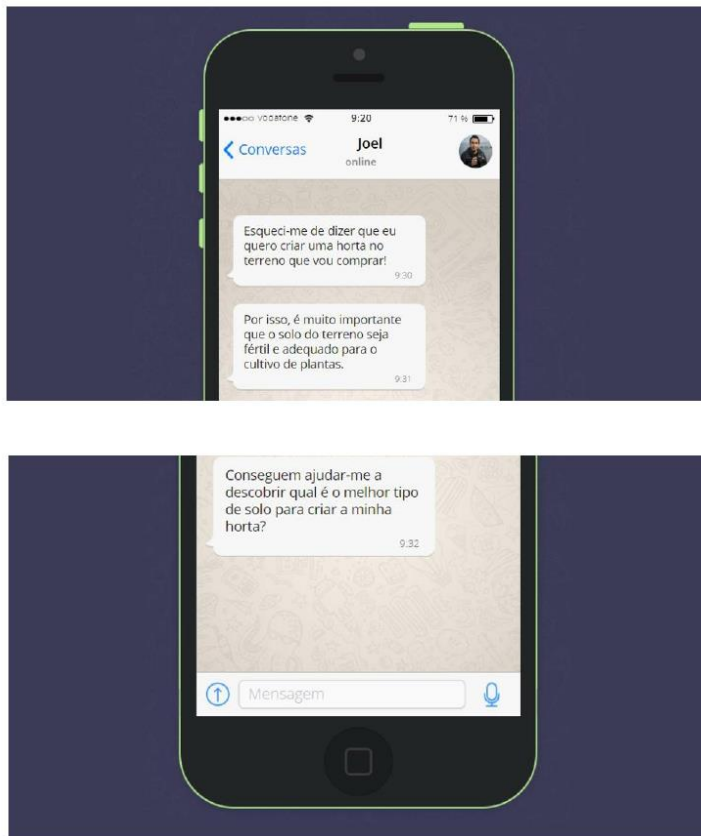 vodafone 9:20 71 %
Conversas Joel
online
Esqueci-me de dizer que eu
quero criar uma horta no
terreno que vou comprar!
9:30
Por isso, é muito importante
que o solo do terreno seja
fértil e adequado para o
cultivo de plantas.
9:31
Conseguem ajudar-me a
descobrir qual é o melhor tipo
de solo para criar a minha
horta?
9:32
Mensagem